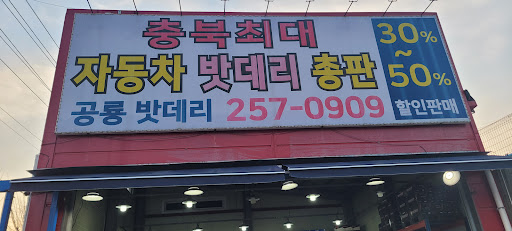 충북최대
자동차 밧데리 총판
공룡 밧데리 257-0909
30%
~
50%
할인판매